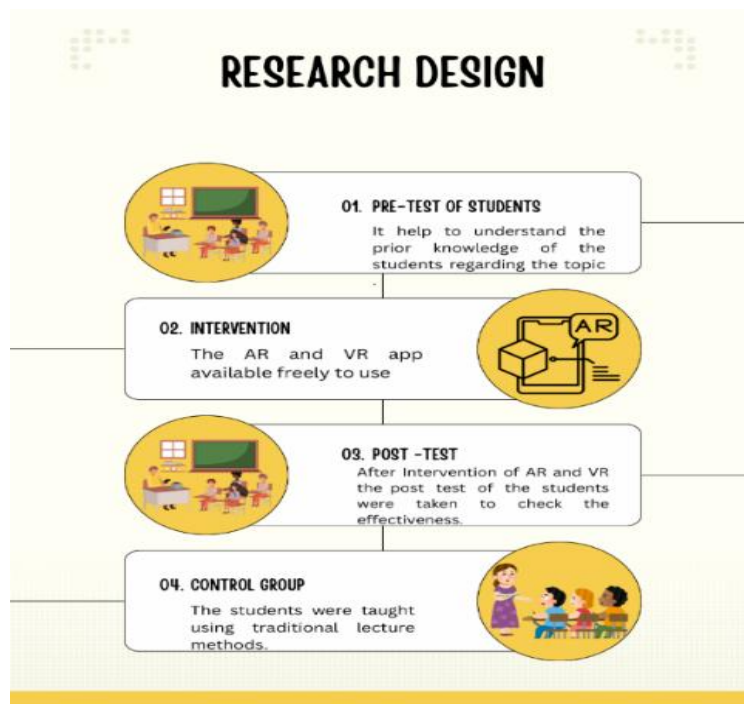 RESEARCH DESIGN
01. PRE-TEST OF STUDENTS
It help to understand the
prior knowledge of the
students regarding the topic
.
02. INTERVENTION
AR
The AR and VR app
available freely to use
03. POST -TEST
After Intervention of AR and VR
the post test of the students
were taken to check the
effectiveness.
04. CONTROL GROUP
The students were taught
using traditional lecture
methods.